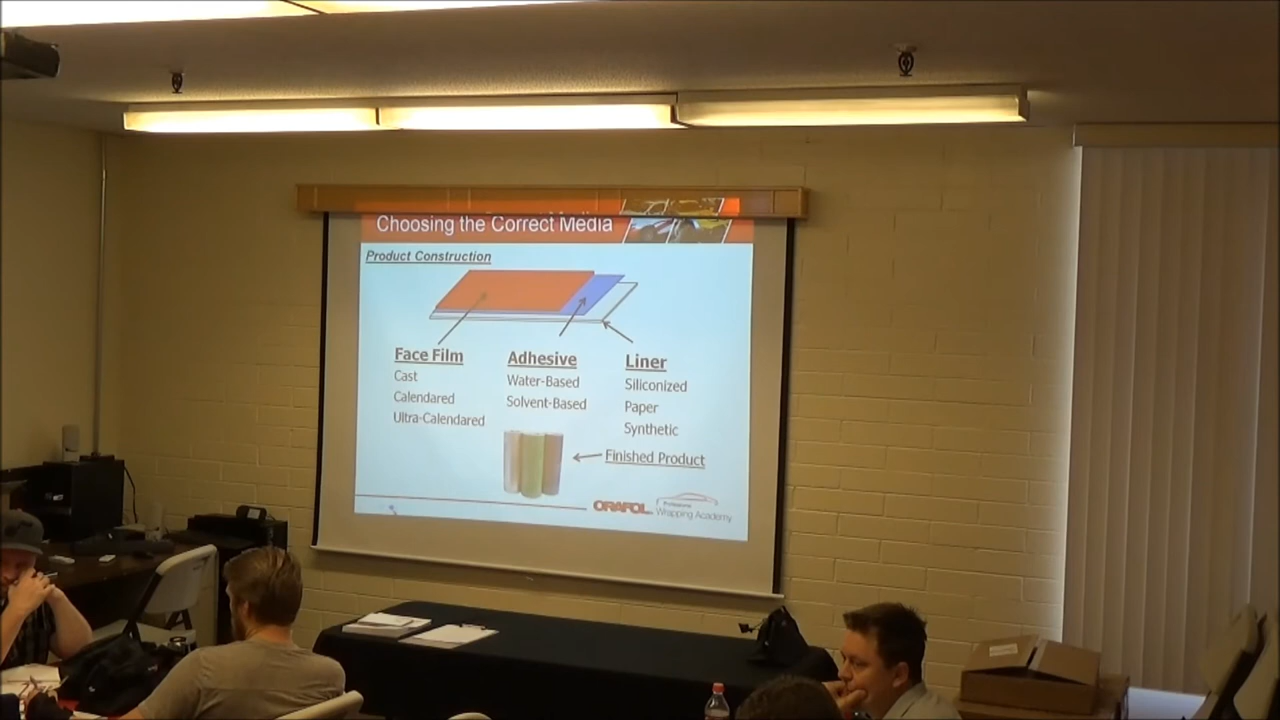 Choosing the Correct Media
Product Construction
Face Film
Cast
Calendared
Ultra-Calendared
Adhesive
Water-Based
Solvent-Based
Liner
Siliconized
Paper
Synthetic
Finished Product
ORAFOL
Professional
Wrapping Academy